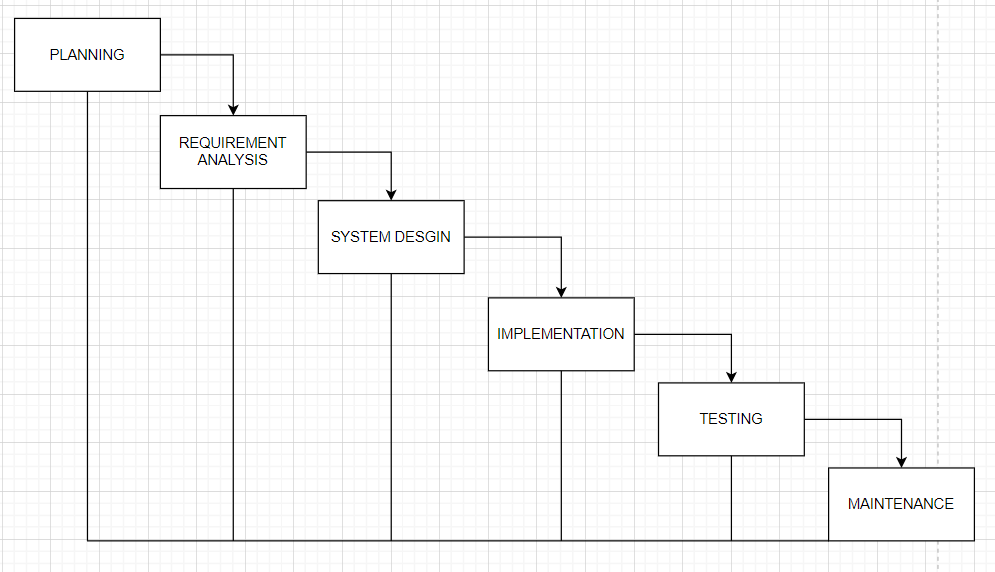 PLANNING
REQUIREMENT
ANALYSIS
SYSTEM DESGIN
IMPLEMENTATION
TESTING
MAINTENANCE